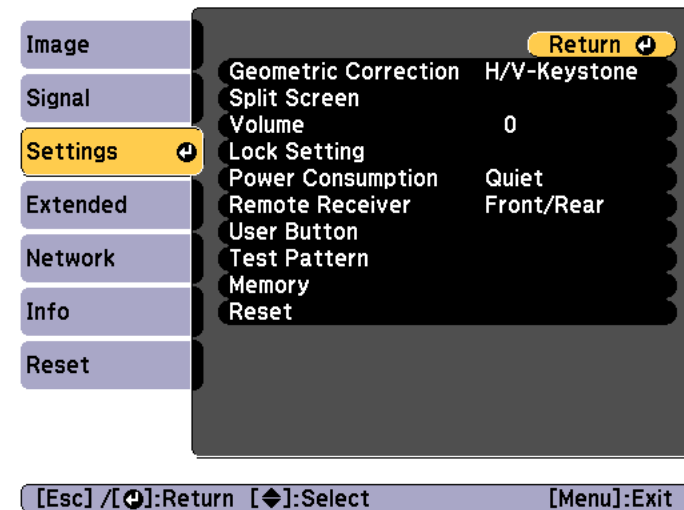 Image
Signal
Settings
Extended
Network
Info
Reset
Return
Geometric Correction H/V-Keystone
Split Screen
Volume 0
Lock Setting
Power Consumption Quiet
Remote Receiver Front/Rear
User Button
Test Pattern
Memory
Reset
[Esc] /[⏎]:Return [◆]:Select [Menu]:Exit